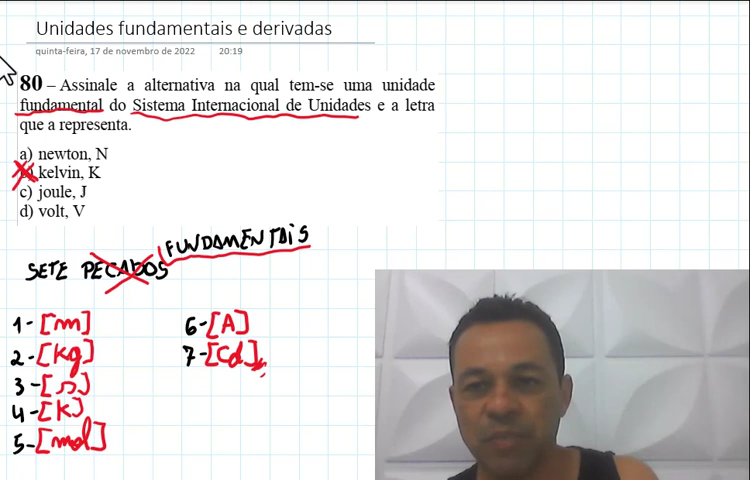 Unidades fundamentais e derivadas
quinta-feira, 17 de novembro de 2022 20:19
80 – Assinale a alternativa na qual tem-se uma unidade
fundamental do Sistema Internacional de Unidades e a letra
que a representa.
a) newton, N
b) kelvin, K
c) joule, J
d) volt, V
FUNDAMENTAIS
SETE PECADOS
1- [m]
2- [kg]
3- [s]
4- [K]
5- [mol]
6- [A]
7- [Cd]